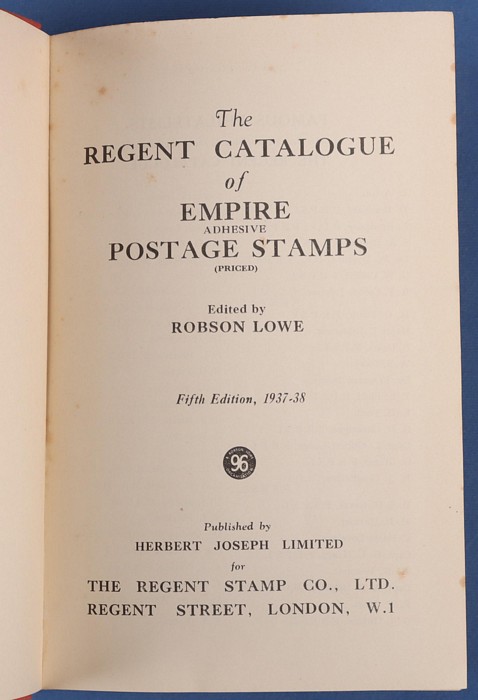 The
REGENT CATALOGUE
of
EMPIRE
ADHESIVE
POSTAGE STAMPS
(PRICED)
Edited by
ROBSON LOWE
Fifth Edition, 1937-38
96
Published by
HERBERT JOSEPH LIMITED
for
THE REGENT STAMP CO., LTD.
REGENT STREET, LONDON, W.1